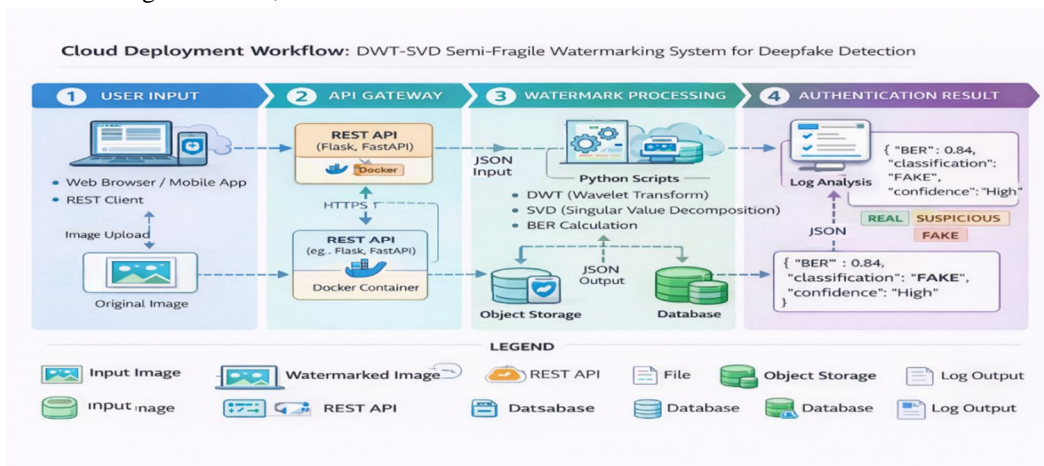 Cloud Deployment Workflow: DWT-SVD Semi-Fragile Watermarking System for Deepfake Detection
1 USER INPUT
2 API GATEWAY
3 WATERMARK PROCESSING
4 AUTHENTICATION RESULT
• Web Browser / Mobile App
• REST Client
Image Upload
Original Image
REST API
(Flask, FastAPI)
Docker
HTTPS
REST API
(eg.. Flask, FastAPI)
Docker Container
JSON
Input
Python Scripts
• DWT (Wavelet Transform)
• SVD (Singular Value Decomposition)
• BER Calculation
JSON
Output
Object Storage
Database
Log Analysis
{ "BER": 0.84,
"classification":
"FAKE",
"confidence": "High"
REAL SUSPICIOUS
FAKE
JSON
{ "BER" : 0.84,
"classification": "FAKE",
"confidence": "High"
}
LEGEND
Input Image
Watermarked Image
REST API
File
Object Storage
Log Output
Input nage
REST API
Datsabase
Database
Database
Log Output